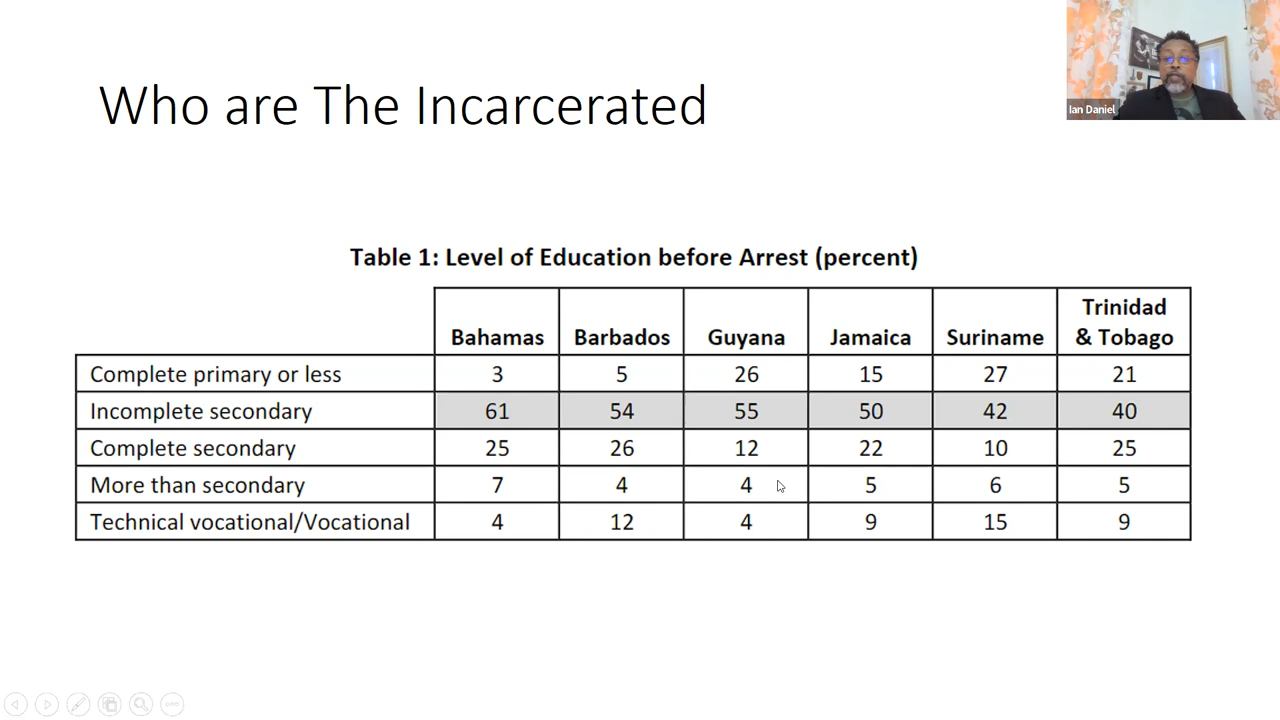 Who are The Incarcerated
Ian Daniel
Table 1: Level of Education before Arrest (percent)
Bahamas Barbados Guyana Jamaica Suriname Trinidad & Tobago
Complete primary or less 3 5 26 15 27 21
Incomplete secondary 61 54 55 50 42 40
Complete secondary 25 26 12 22 10 25
More than secondary 7 4 4 5 6 5
Technical vocational/Vocational 4 12 4 9 15 9